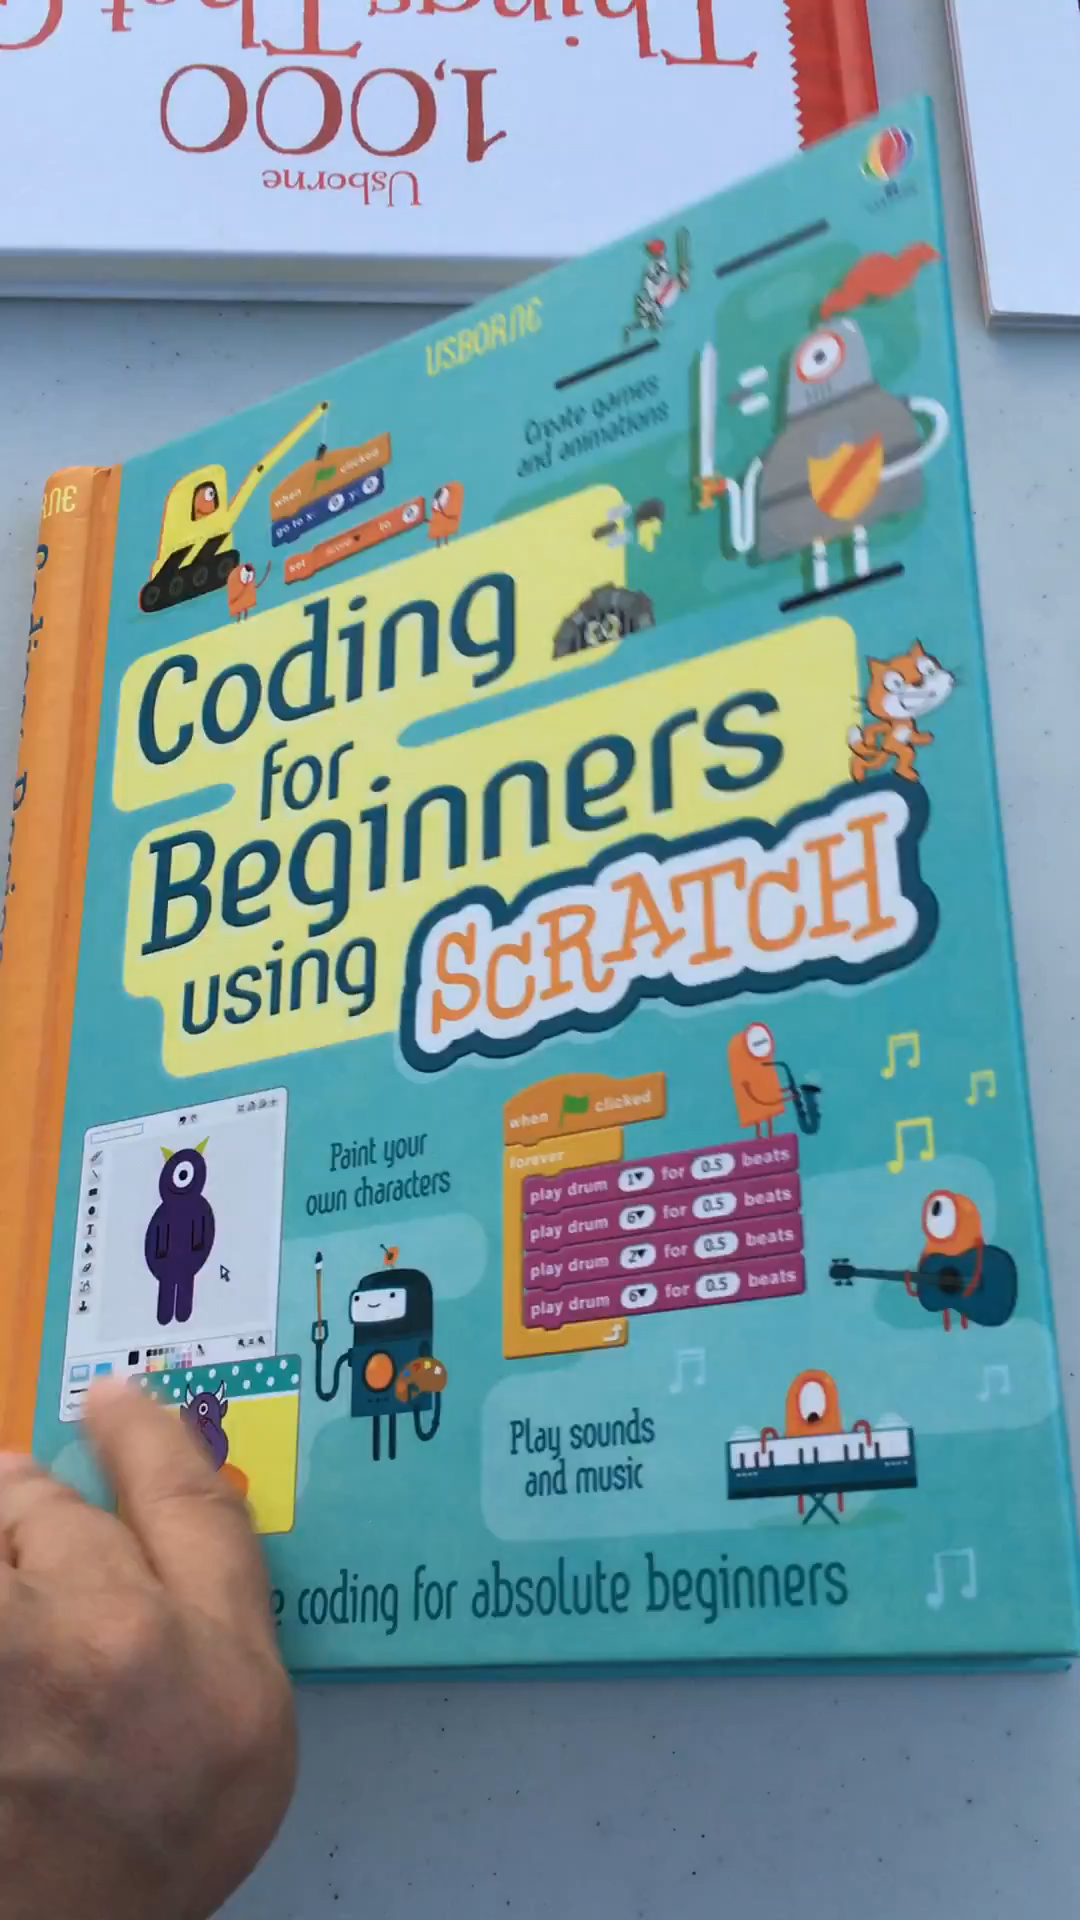 Things That G
1,000
Usborne
USBORNE
Create games
and animations
when clicked
go to x: 0 y: 0
set score to 0
Coding
for
Beginners
using SCRATCH
Paint your
own characters
when clicked
forever
play drum 1 for 0.5 beats
play drum 6 for 0.5 beats
play drum 2 for 0.5 beats
play drum 6 for 0.5 beats
T
Play sounds
and music
coding for absolute beginners